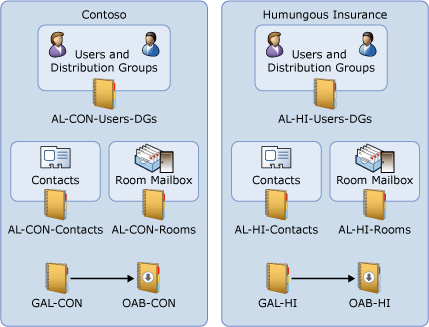 Contoso
Users and
Distribution Groups
AL-CON-Users-DGs
Contacts
Room Mailbox
AL-CON-Contacts
AL-CON-Rooms
GAL-CON
OAB-CON
Humungous Insurance
Users and
Distribution Groups
AL-HI-Users-DGs
Contacts
Room Mailbox
AL-HI-Contacts
AL-HI-Rooms
GAL-HI
OAB-HI